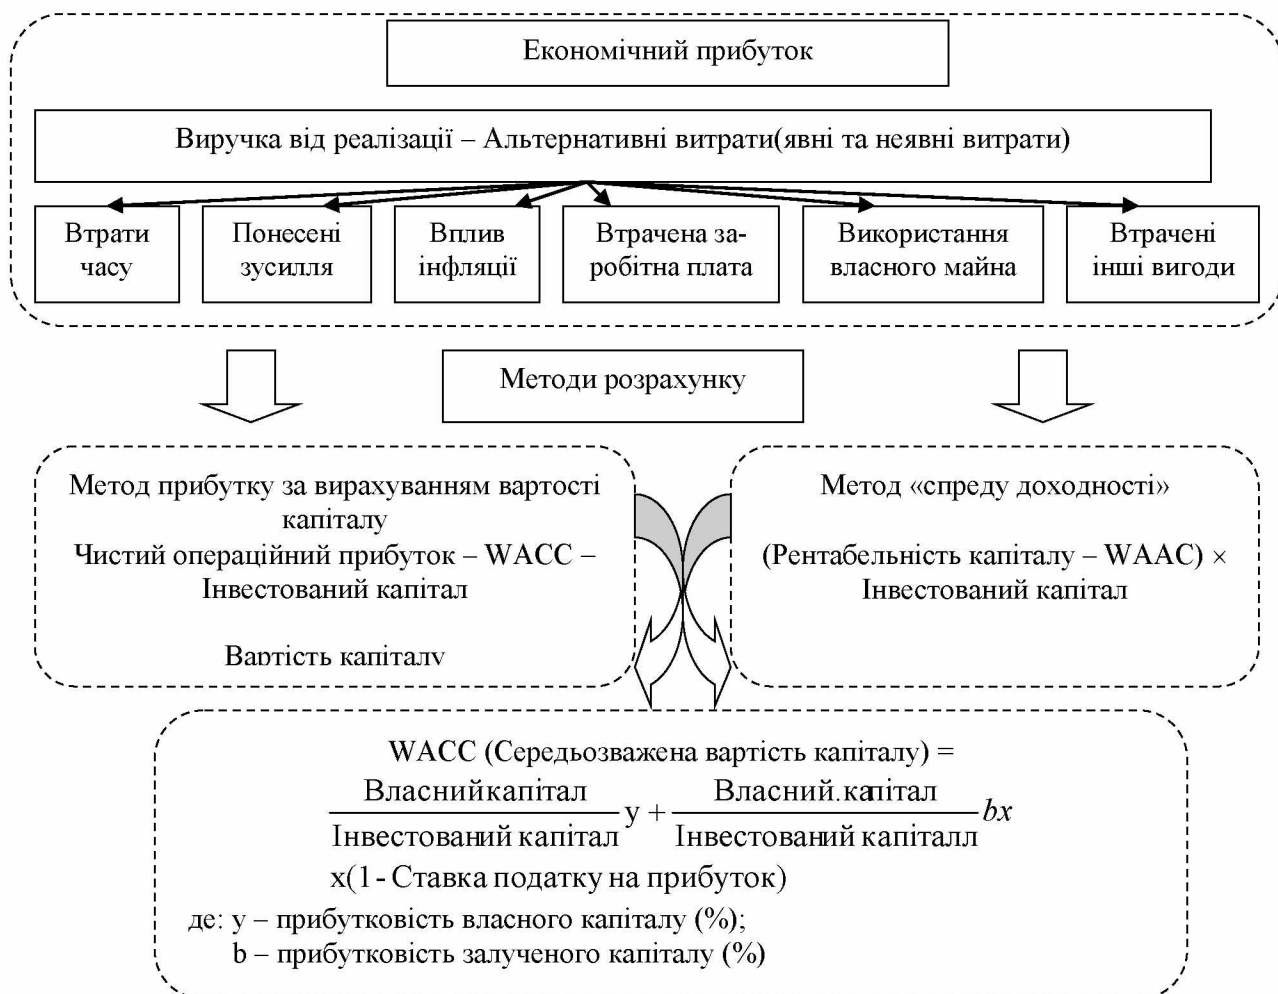 Економічний прибуток
Виручка від реалізації – Альтернативні витрати(явні та неявні витрати)
Втрати
часу
Понесені
зусилля
Вплив
інфляції
Втрачена за-
робітна плата
Використання
власного майна
Втрачені
інші вигоди
Методи розрахунку
Метод прибутку за вирахуванням вартості
капіталу
Чистий операційний прибуток – WACC –
Інвестований капітал
Вартість капіталу
Метод «спреду доходності»
(Рентабельність капіталу – WAAC) ×
Інвестований капітал
WACC (Середьозважена вартість капіталу) =
Власний капітал
Інвестований капітал
y +
Власний.капітал
Інвестований капіталл
bx
x(1- Ставка податку на прибуток)
де: y – прибутковість власного капіталу (%);
b – прибутковість залученого капіталу (%)